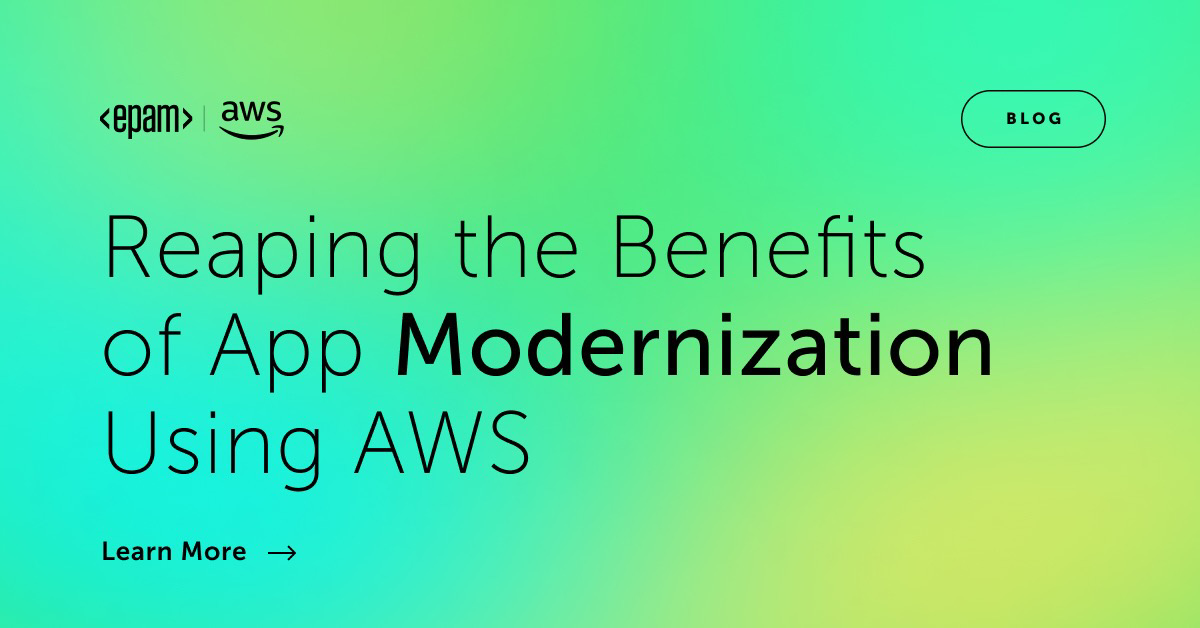 <epam> | aws
BLOG
Reaping the Benefits
of App Modernization
Using AWS
Learn More →